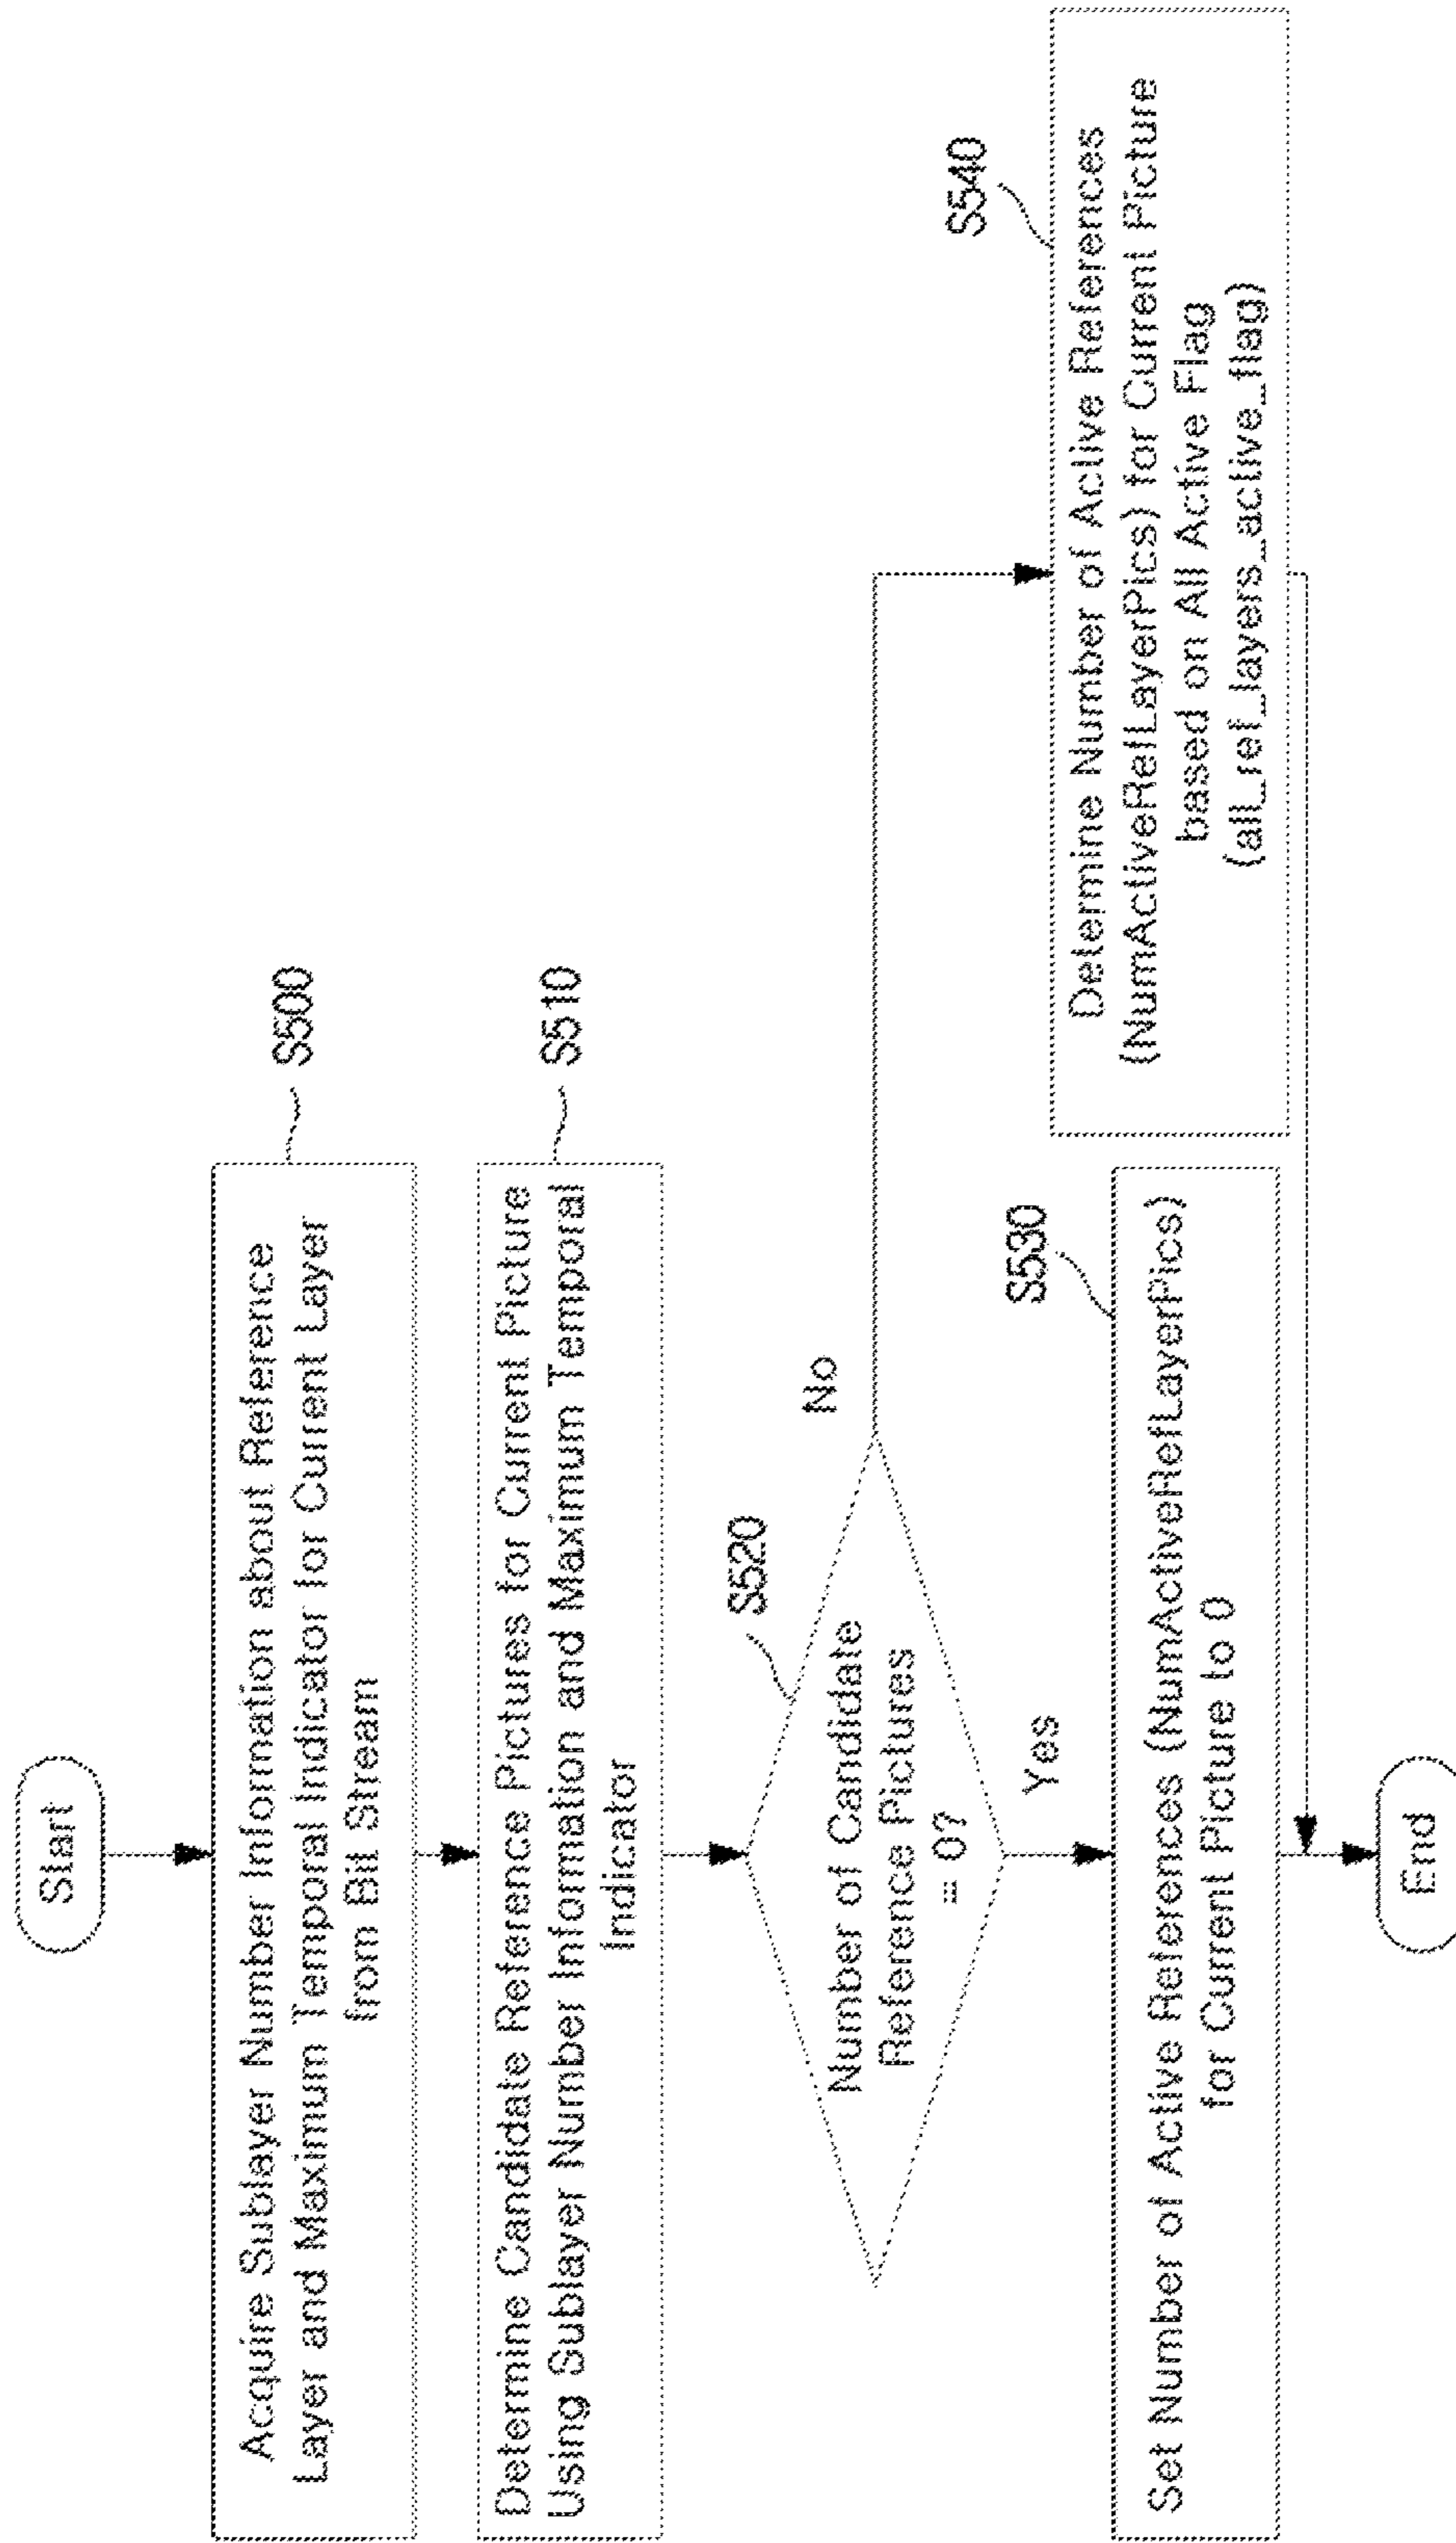 Start
Acquire Sublayer Number Information about Reference
Layer and Maximum Temporal Indicator for Current Layer
from Bit Stream
S500
Determine Candidate Reference Pictures for Current Picture
Using Sublayer Number Information and Maximum Temporal
Indicator
S510
Number of Candidate
Reference Pictures
= 0?
S520
No
Yes
Set Number of Active References (NumActiveRefLayerPics)
for Current Picture to 0
S530
Determine Number of Active References
(NumActiveRefLayerPics) for Current Picture
based on All Active Flag
(all_ref_layers_active_flag)
S540
End